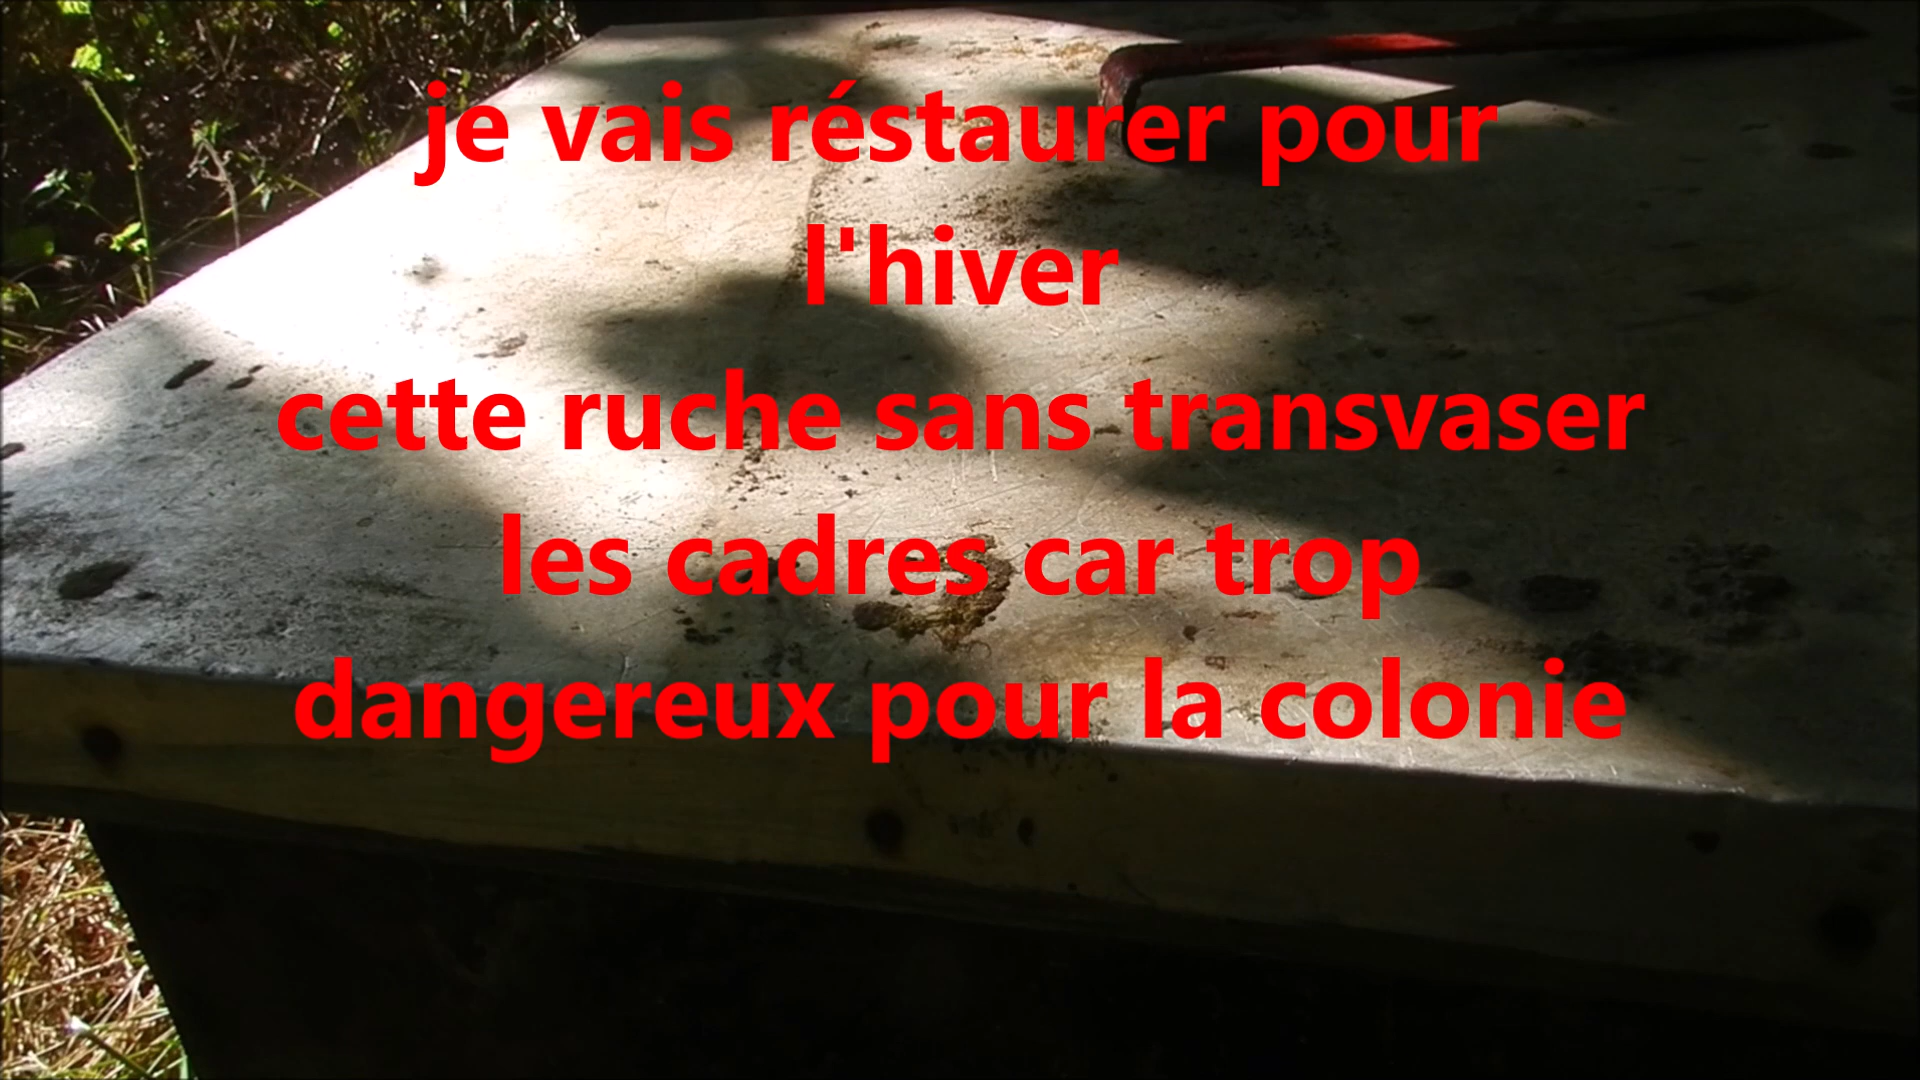 je vais réstaurer pour
l'hiver
cette ruche sans transvaser
les cadres car trop
dangereux pour la colonie